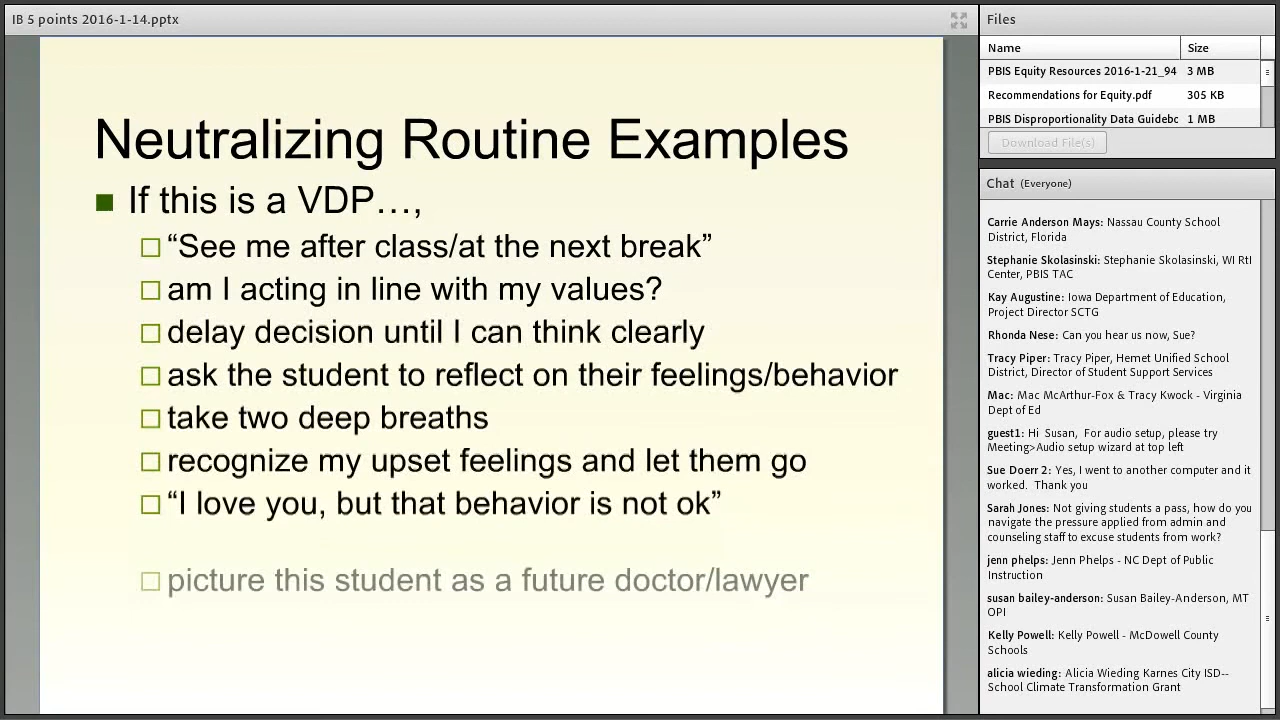 IB 5 points 2016-1-14.pptx
Neutralizing Routine Examples
If this is a VDP…,
“See me after class/at the next break”
am I acting in line with my values?
delay decision until I can think clearly
ask the student to reflect on their feelings/behavior
take two deep breaths
recognize my upset feelings and let them go
“I love you, but that behavior is not ok”
picture this student as a future doctor/lawyer
Files
Name Size
PBIS Equity Resources 2016-1-21_94 3 MB
Recommendations for Equity.pdf 305 KB
PBIS Disproportionality Data Guidebc 1 MB
Download File(s)
Chat (Everyone)
Carrie Anderson Mays: Nassau County School
District, Florida
Stephanie Skolasinski: Stephanie Skolasinski, WI RtI
Center, PBIS TAC
Kay Augustine: Iowa Department of Education,
Project Director SCTG
Rhonda Nese: Can you hear us now, Sue?
Tracy Piper: Tracy Piper, Hemet Unified School
District, Director of Student Support Services
Mac: Mac McArthur-Fox & Tracy Kwock - Virginia
Dept of Ed
guest1: Hi Susan, For audio setup, please try
Meeting>Audio setup wizard at top left
Sue Doerr 2: Yes, I went to another computer and it
worked. Thank you
Sarah Jones: Not giving students a pass, how do you
navigate the pressure applied from admin and
counseling staff to excuse students from work?
jenn phelps: Jenn Phelps - NC Dept of Public
Instruction
susan bailey-anderson: Susan Bailey-Anderson, MT
OPI
Kelly Powell: Kelly Powell - McDowell County
Schools
alicia wieding: Alicia Wieding Karnes City ISD--
School Climate Transformation Grant